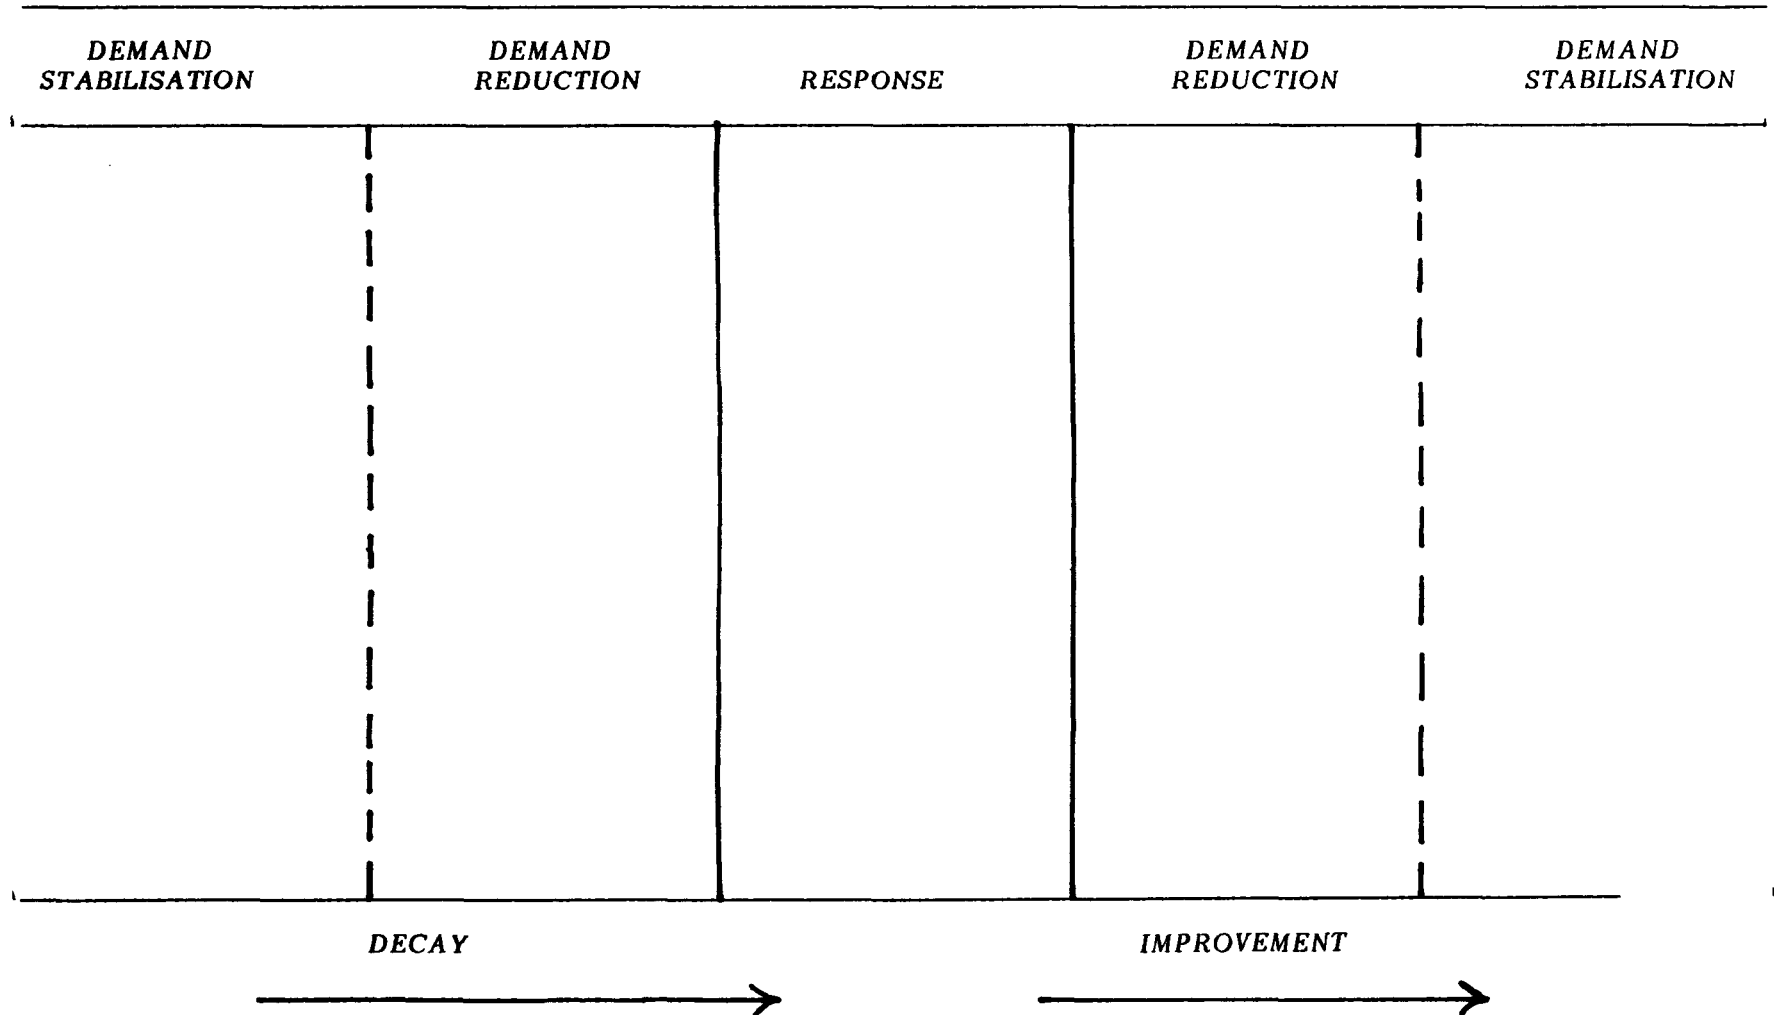 DEMAND
STABILISATION
DEMAND
REDUCTION
RESPONSE
DEMAND
REDUCTION
DEMAND
STABILISATION
DECAY
IMPROVEMENT